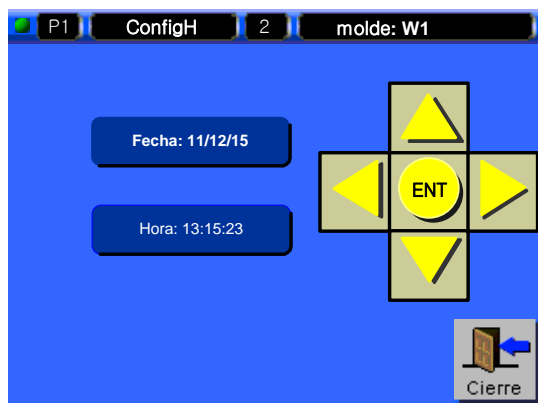 P1 ConfigH 2 molde: W1
Fecha: 11/12/15
ENT
Hora: 13:15:23
Cierre